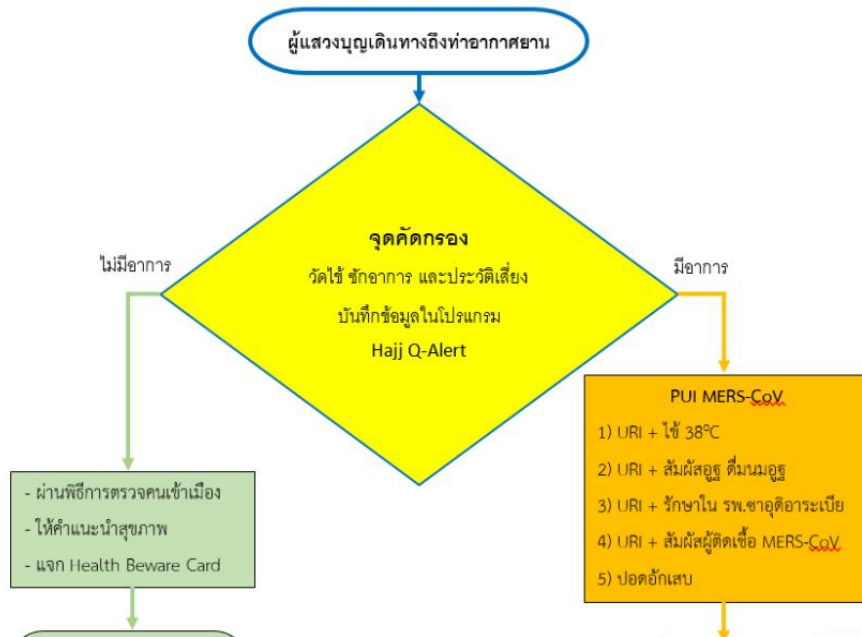 ผู้แสวงบุญเดินทางถึงท่าอากาศยาน
จุดคัดกรอง
วัดไข้ ซักอาการ และประวัติเสี่ยง
บันทึกข้อมูลในโปรแกรม
Hajj Q-Alert
ไม่มีอาการ
มีอาการ
- ผ่านพิธีการตรวจคนเข้าเมือง
- ให้คำแนะนำสุขภาพ
- แจก Health Beware Card
PUI MERS-CoV
1) URI + ไข้ 38ºC
2) URI + สัมผัสอูฐ ดื่มนมอูฐ
3) URI + รักษาใน รพ.ซาอุดิอาระเบีย
4) URI + สัมผัสผู้ติดเชื้อ MERS-CoV
5) ปอดอักเสบ